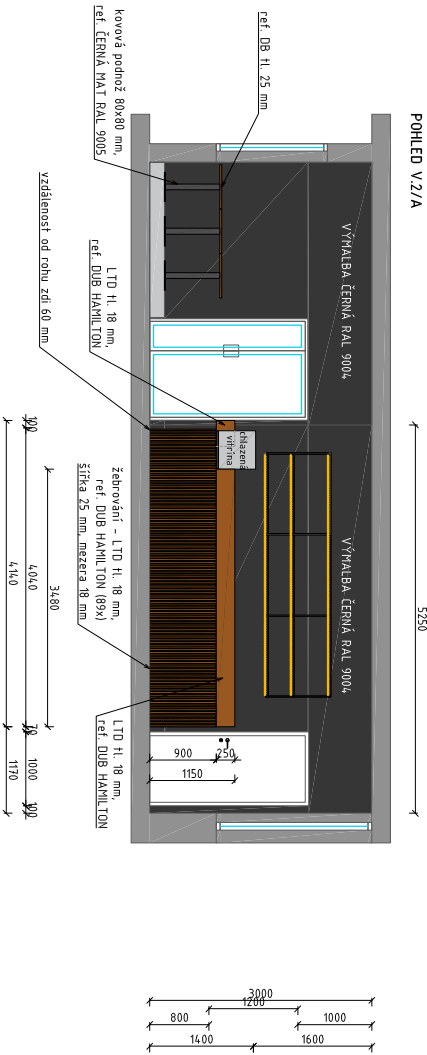 POHLED V.2/A
ref. DB tl. 25 mm
kovová podnož 80x80 mm,
ref. ČERNÁ MAT RAL 9005
VÝMALBA ČERNÁ RAL 9004
VÝMALBA ČERNÁ RAL 9004
LTD tl. 18 mm,
ref. DUB HAMILTON
vzdálenost od rohu zdi 60 mm
chlazená
vitrína
žebrování - LTD tl. 18 mm,
ref. DUB HAMILTON (89x)
šířka 25 mm, mezera 18 mm
LTD tl. 18 mm,
ref. DUB HAMILTON
5250
900
250
1150
3480
100
4040
70
1000
100
4140
1170
3000
1200
800
1000
1400
1600